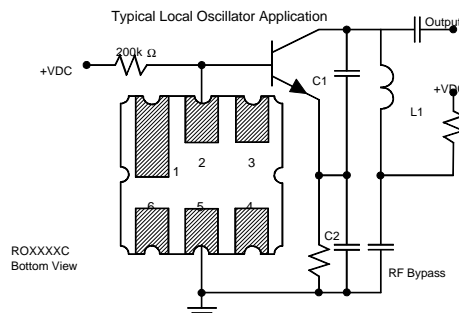 Typical Local Oscillator Application
Output
200k Ω
+VDC
C1
+VD
L1
1
2
3
6
5
4
C2
ROXXXXC
Bottom View
RF Bypass